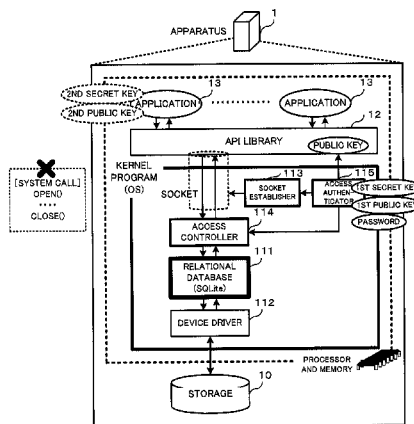 1
APPARATUS
13
13
2ND SECRET KEY
2ND PUBLIC KEY
APPLICATION
APPLICATION
12
API LIBRARY
PUBLIC KEY
KERNEL
PROGRAM
(OS)
113
115
[SYSTEM CALL]
OPEN()
....
CLOSE()
SOCKET
SOCKET
ESTABLISHER
ACCESS
AUTHEN-
TICATOR
1ST SECRET KEY
1ST PUBLIC KEY
PASSWORD
114
ACCESS
CONTROLLER
111
RELATIONAL
DATABASE
(SQLite)
112
DEVICE DRIVER
PROCESSOR
AND MEMORY
10
STORAGE